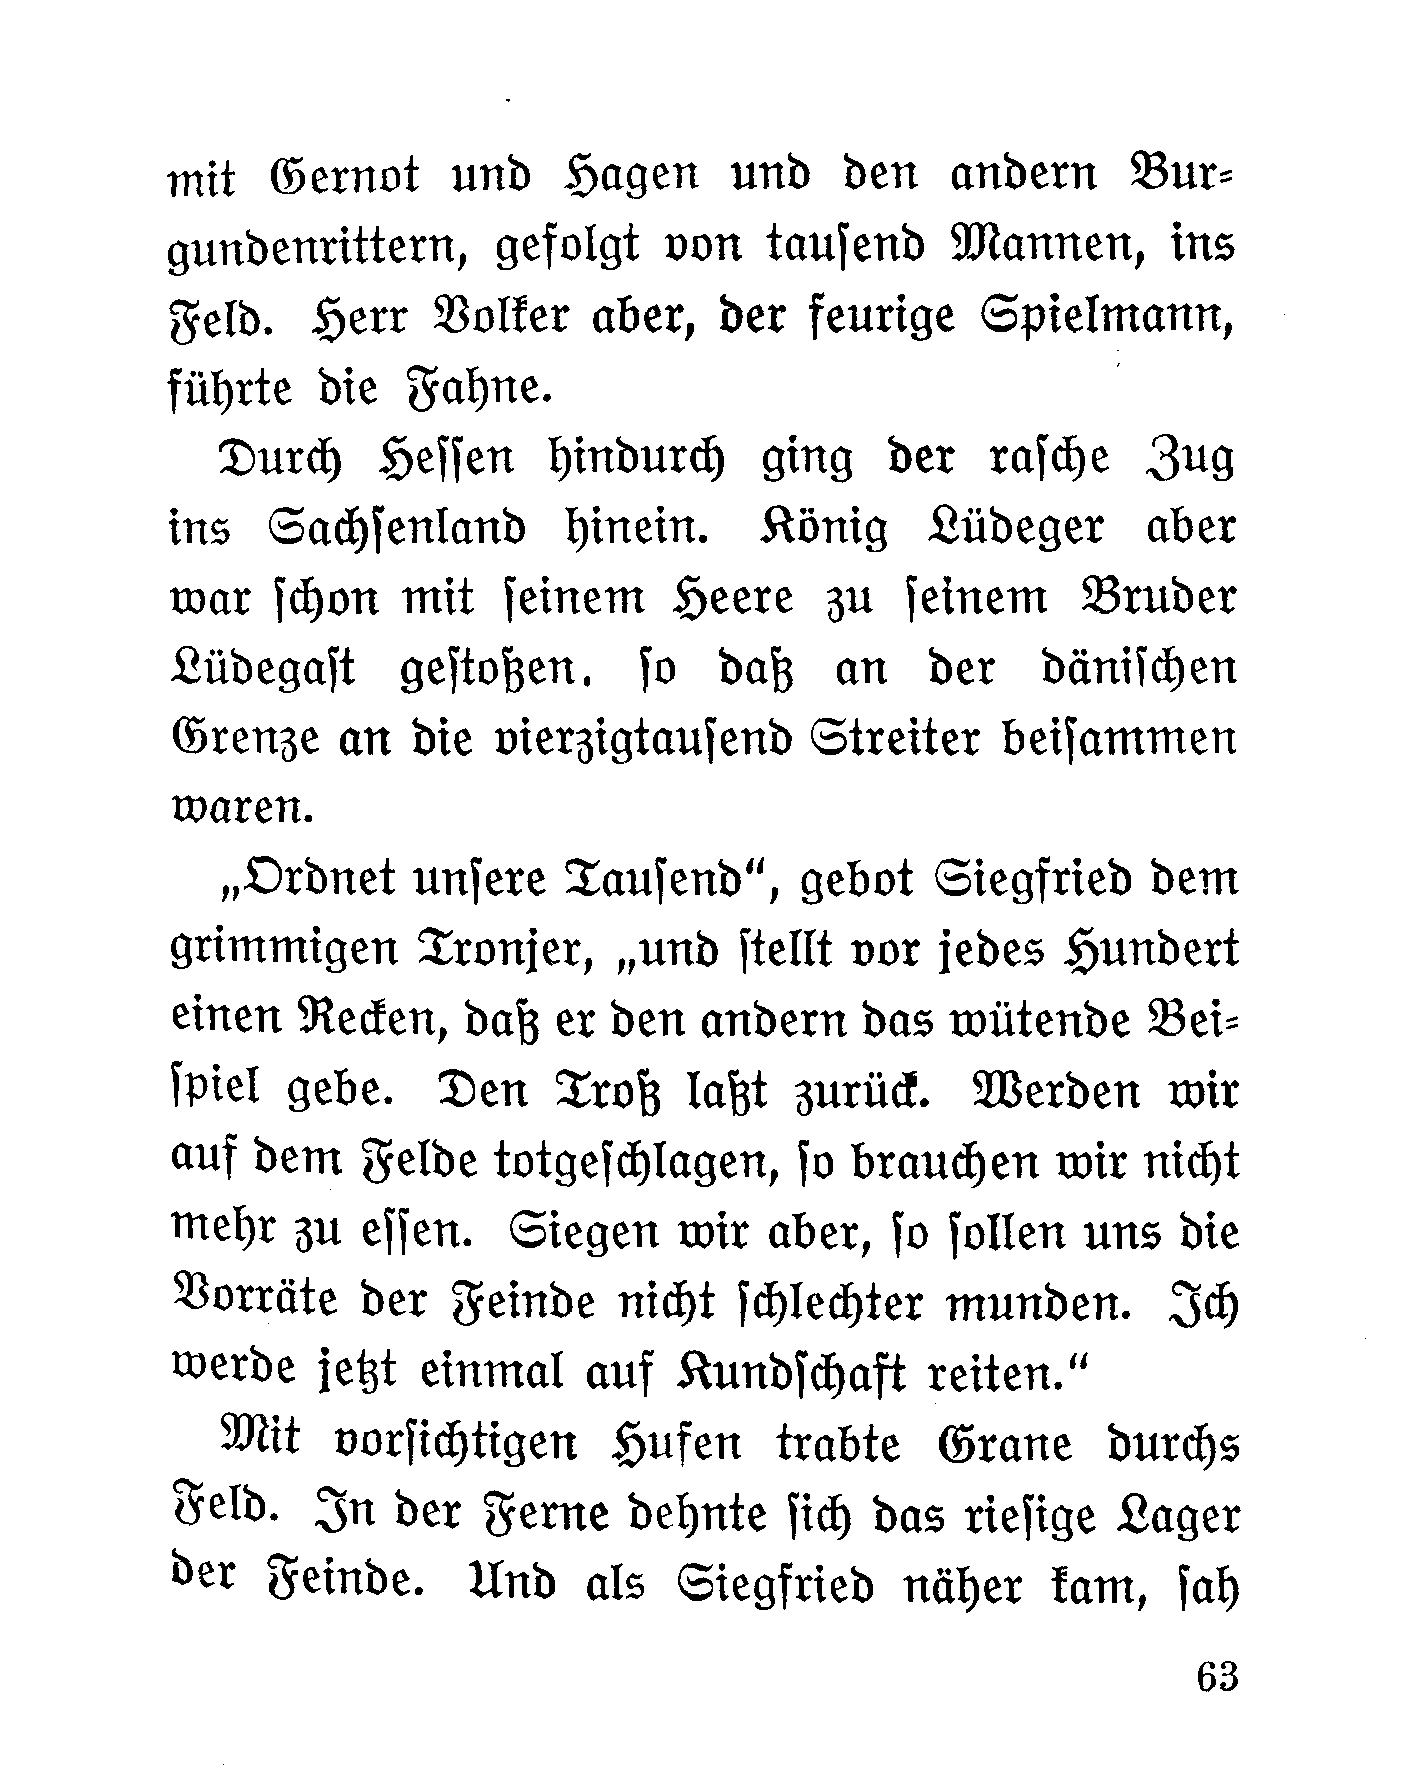 mit Gernot und Hagen und den andern Bur⸗
gundenrittern, gefolgt von tauſend Mannen, ins
Feld. Herr Volker aber, der feurige Spielmann,
führte die Fahne.
Durch Heſſen hindurch ging der raſche Zug
ins Sachſenland hinein. König Lüdeger aber
war ſchon mit ſeinem Heere zu ſeinem Bruder
Lüdegaſt geſtoßen. ſo daß an der däniſchen
Grenze an die vierzigtauſend Streiter beiſammen
waren.
„Ordnet unſere Tauſend“, gebot Siegfried dem
grimmigen Tronjer, „und ſtellt vor jedes Hundert
einen Recken, daß er den andern das wütende Bei⸗
ſpiel gebe. Den Troß laßt zurück. Werden wir
auf dem Felde totgeſchlagen, ſo brauchen wir nicht
mehr zu eſſen. Siegen wir aber, ſo ſollen uns die
Vorräte der Feinde nicht ſchlechter munden. Ich
werde jetzt einmal auf Kundſchaft reiten.“
Mit vorſichtigen Hufen trabte Grane durchs
Feld. In der Ferne dehnte ſich das rieſige Lager
der Feinde. Und als Siegfried näher kam, ſah
63